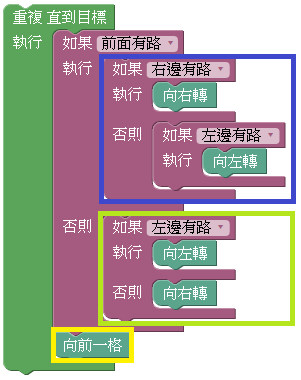 重複 直到目標
執行 如果 前面有路
執行 如果 右邊有路
執行 向右轉
否則 如果 左邊有路
執行 向左轉
否則 如果 左邊有路
執行 向左轉
否則 向右轉
向前一格